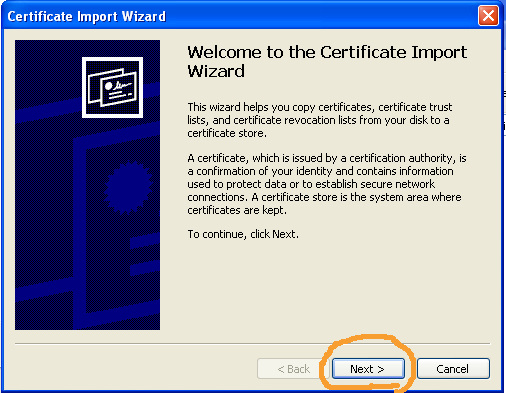 Certificate Import Wizard
Welcome to the Certificate Import
Wizard
This wizard helps you copy certificates, certificate trust
lists, and certificate revocation lists from your disk to a
certificate store.
A certificate, which is issued by a certification authority, is
a confirmation of your identity and contains information
used to protect data or to establish secure network
connections. A certificate store is the system area where
certificates are kept.
To continue, click Next.
< Back
Next >
Cancel